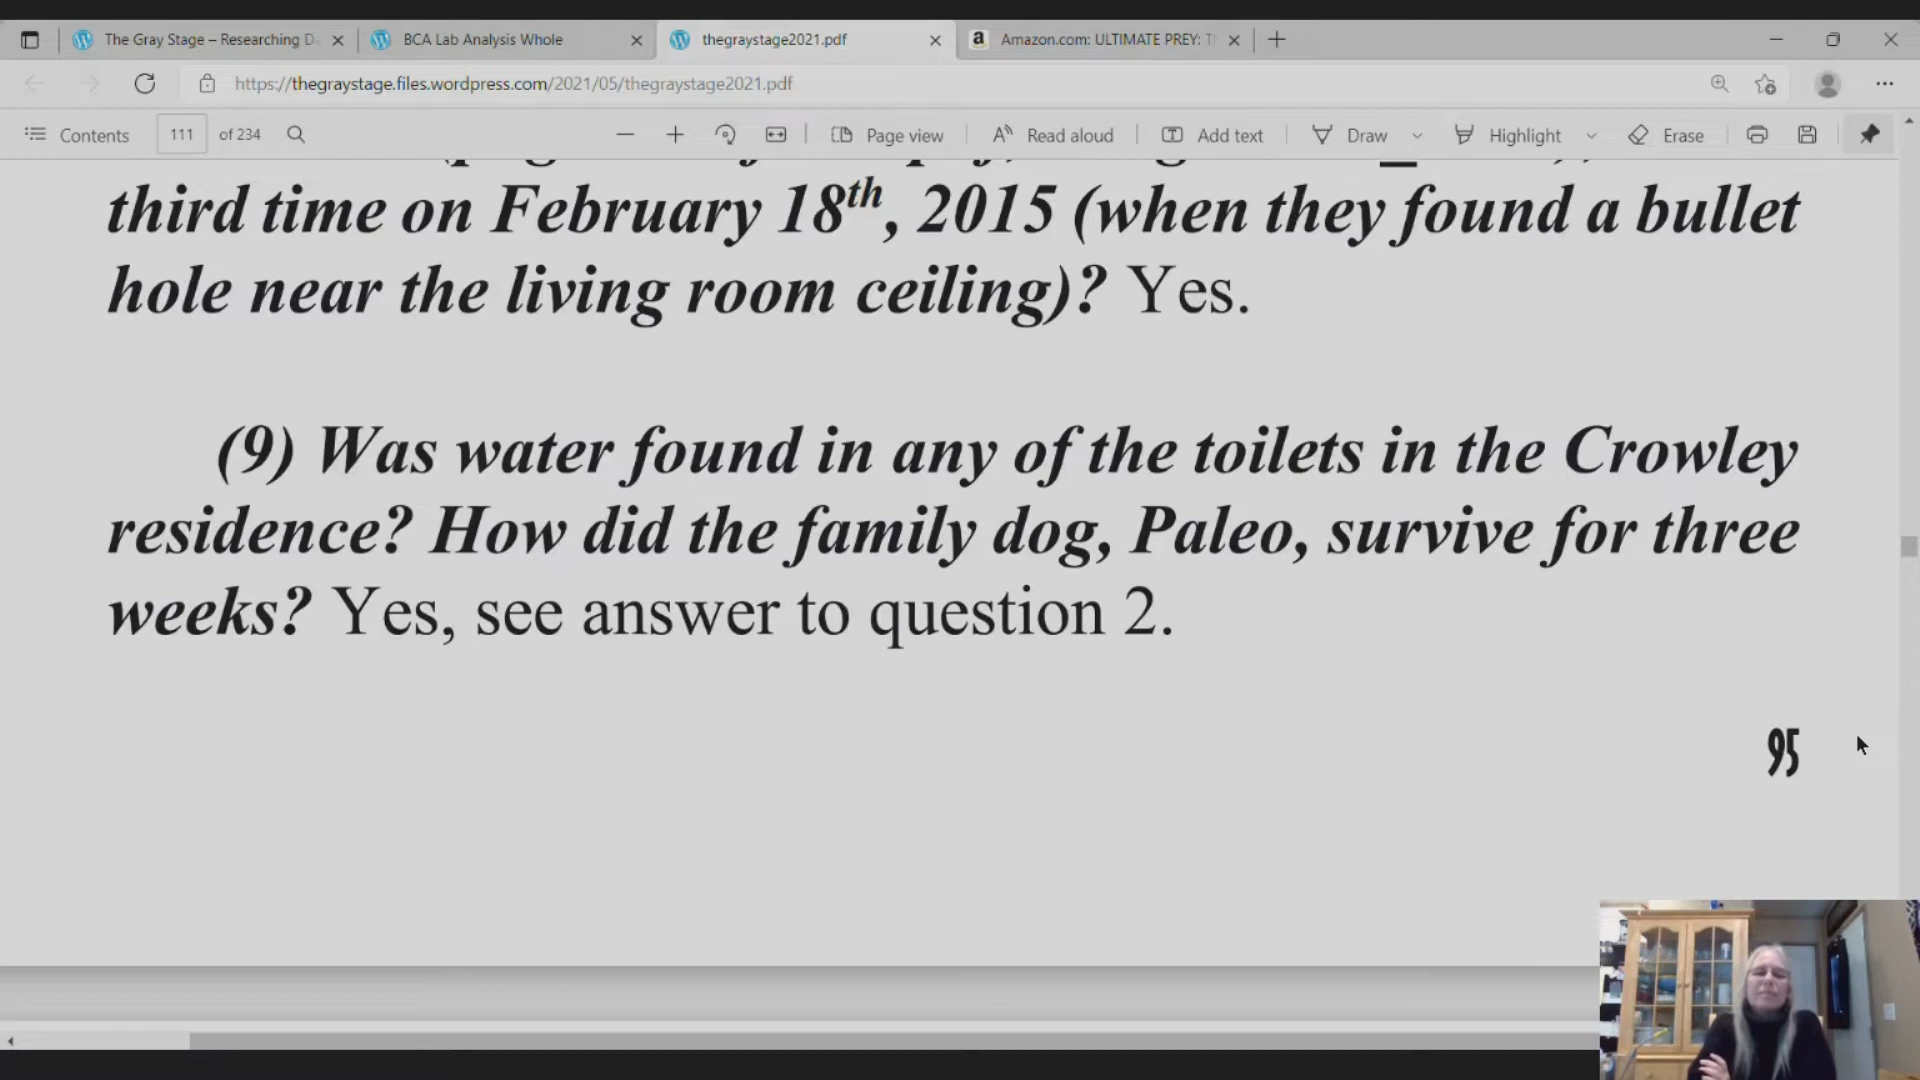 The Gray Stage – Researching D
BCA Lab Analysis Whole
thegraystage2021.pdf
a
Amazon.com: ULTIMATE PREY: T
https://thegraystage.files.wordpress.com/2021/05/thegraystage2021.pdf
Contents
111
of 234
Page view
Read aloud
Add text
Draw
Highlight
Erase
third time on February 18th, 2015 (when they found a bullet
hole near the living room ceiling)? Yes.
(9) Was water found in any of the toilets in the Crowley
residence? How did the family dog, Paleo, survive for three
weeks? Yes, see answer to question 2.
95